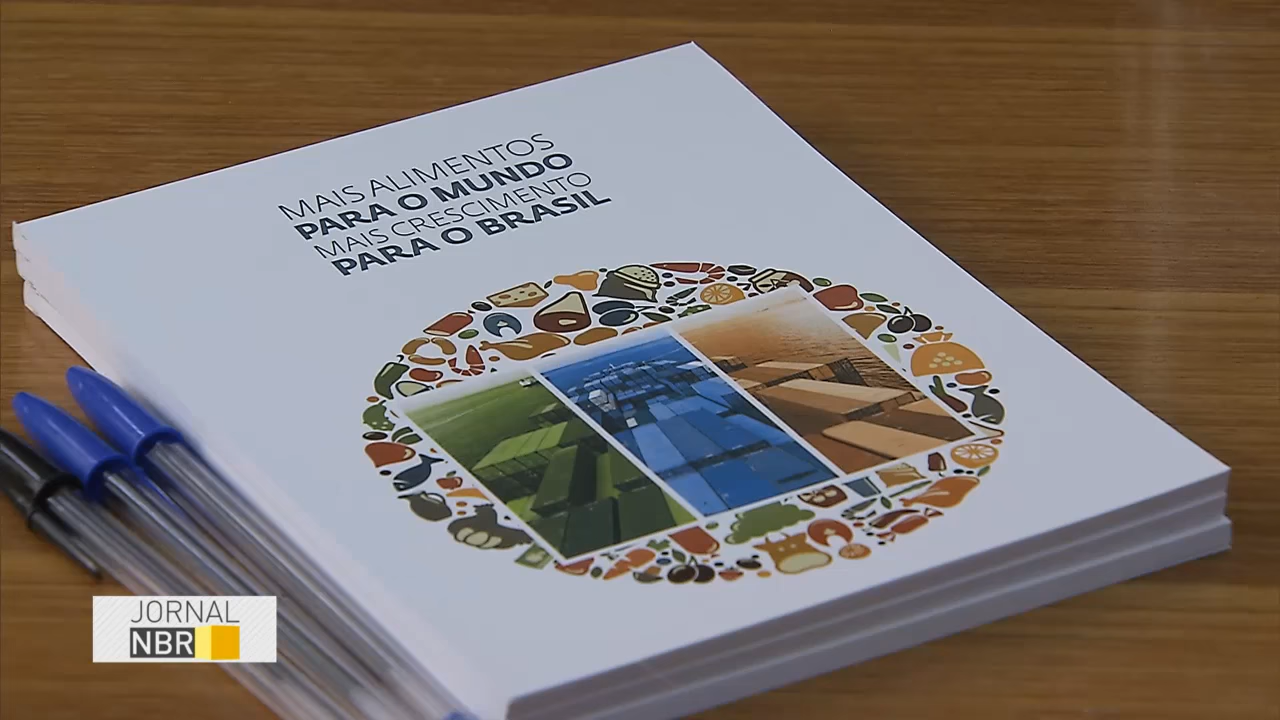 MAIS ALIMENTOS
PARA O MUNDO
MAIS CRESCIMENTO
PARA O BRASIL
JORNAL
NBR